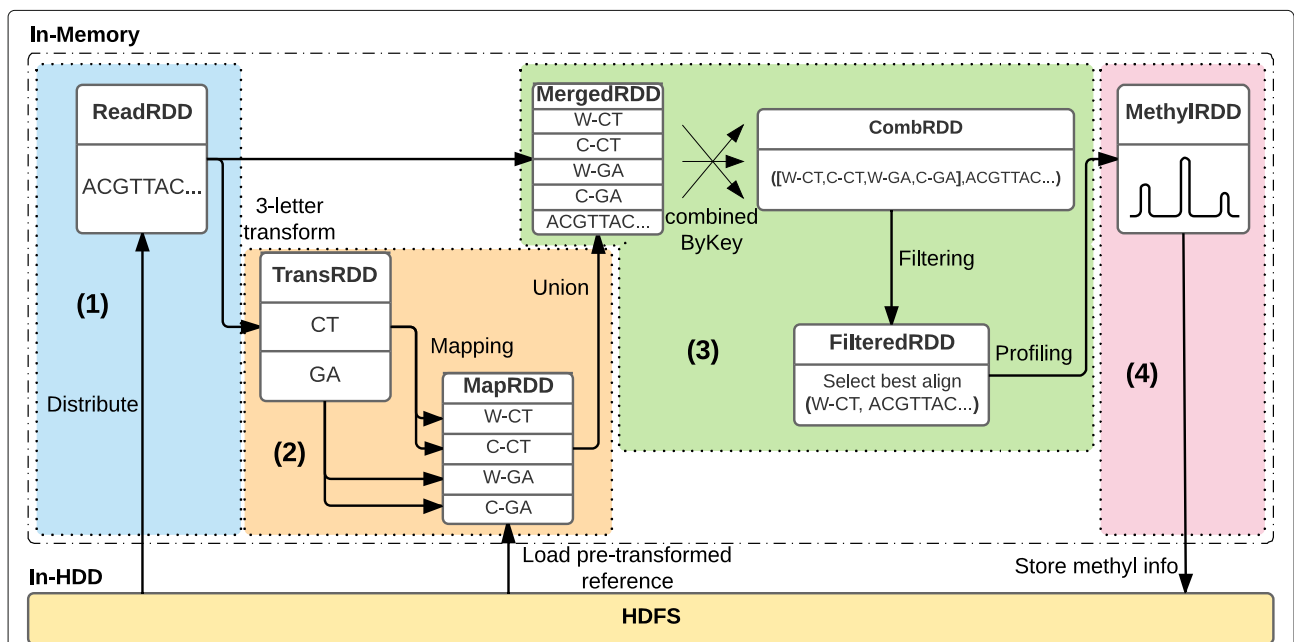 In-Memory
ReadRDD
ACGTTAC...
(1)
Distribute
3-letter
transform
TransRDD
CT
GA
(2)
Mapping
MapRDD
W-CT
C-CT
W-GA
C-GA
Union
MergedRDD
W-CT
C-CT
W-GA
C-GA
ACGTTAC...
combined
ByKey
CombRDD
([W-CT,C-CT,W-GA,C-GA],ACGTTAC...)
Filtering
(3)
FilteredRDD
Select best align
(W-CT, ACGTTAC...)
Profiling
MethylRDD
(4)
Load pre-transformed
reference
Store methyl info
In-HDD
HDFS